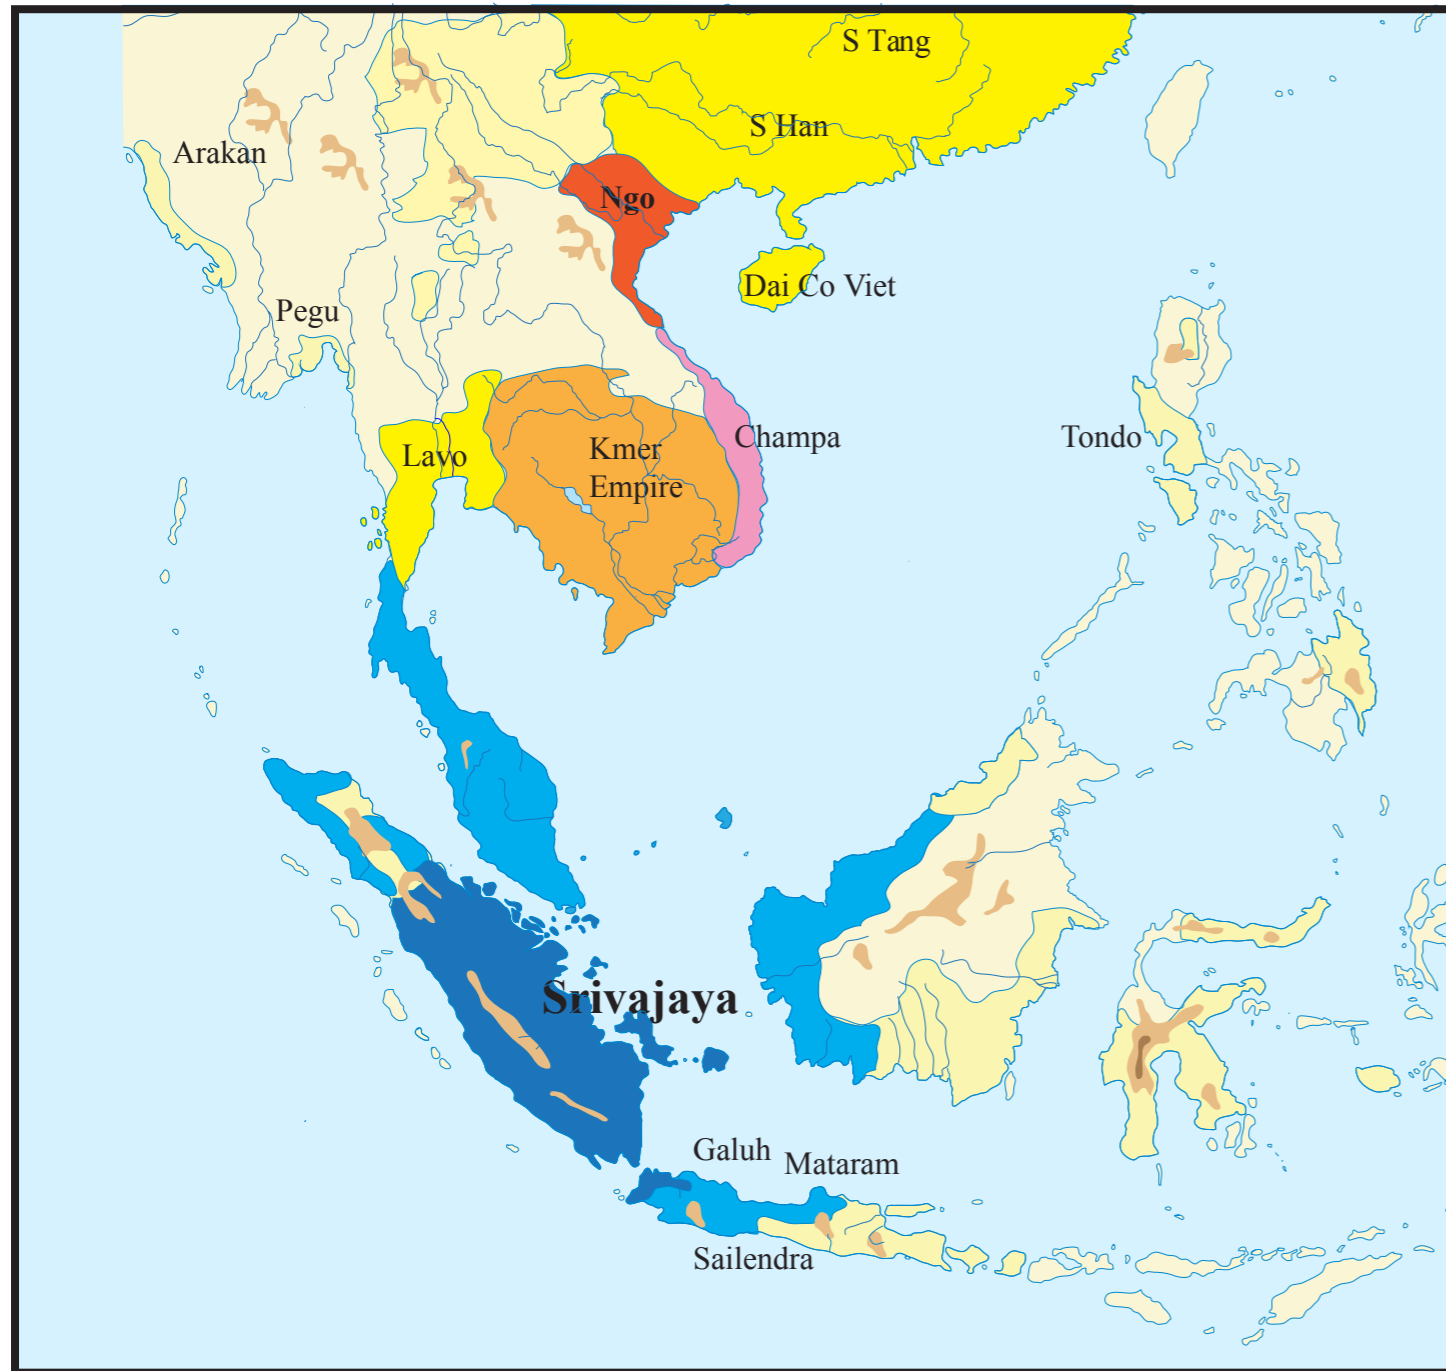 S Tang
S Han
Arakan
Ngo
Dai Co Viet
Pegu
Champa
Tondo
Lavo
Kmer
Empire
Srivajaya
Galuh
Mataram
Sailendra